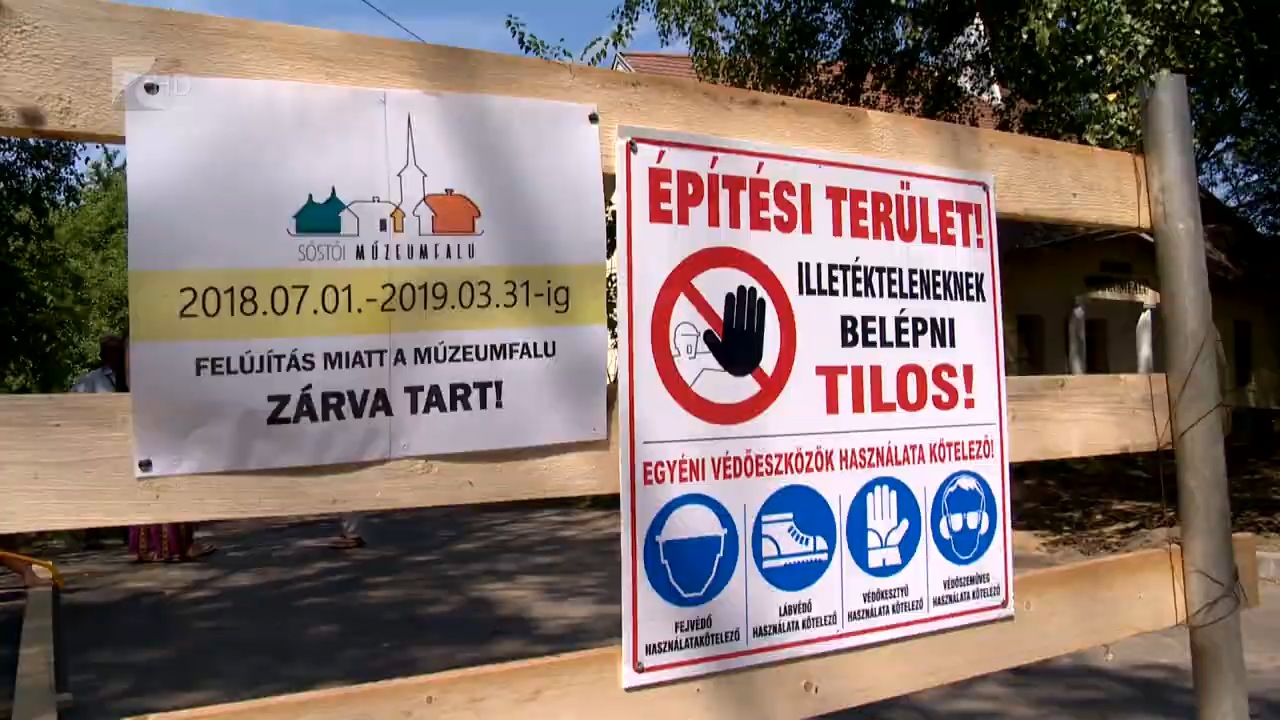 HD
SÓSTÓI MÚZEUMFALU
2018.07.01.-2019.03.31-ig
FELÚJÍTÁS MIATT A MÚZEUMFALU
ZÁRVA TART!
ÉPÍTÉSI TERÜLET!
ILLETÉKTELENEKNEK
BELÉPNI
TILOS!
EGYÉNI VÉDŐESZKÖZÖK HASZNÁLATA KÖTELEZŐ!
FEJVÉDŐ
HASZNÁLATAKÖTELEZŐ
LÁBVÉDŐ
HASZNÁLATA KÖTELEZŐ
VÉDŐKESZTYŰ
HASZNÁLATA KÖTELEZŐ
VÉDŐSZEMÜVEG
HASZNÁLATA KÖTELEZŐ